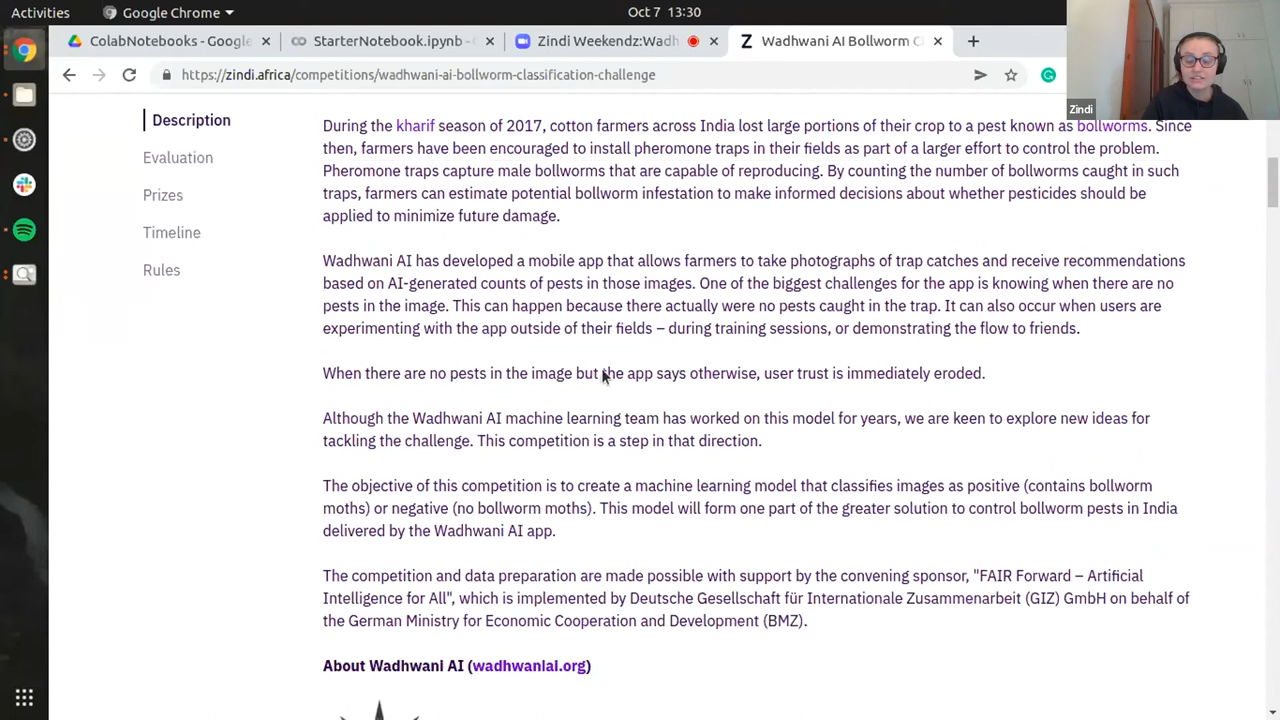 Activities
Google Chrome
Oct 7 13:30
ColabNotebooks - Google
StarterNotebook.ipynb -
Zindi Weekendz:Wadh
Z
Wadhwani AI Bollworm C
https://zindi.africa/competitions/wadhwani-ai-bollworm-classification-challenge
Zindi
Description
Evaluation
Prizes
Timeline
Rules
During the kharif season of 2017, cotton farmers across India lost large portions of their crop to a pest known as bollworms. Since
then, farmers have been encouraged to install pheromone traps in their fields as part of a larger effort to control the problem.
Pheromone traps capture male bollworms that are capable of reproducing. By counting the number of bollworms caught in such
traps, farmers can estimate potential bollworm infestation to make informed decisions about whether pesticides should be
applied to minimize future damage.
Wadhwani AI has developed a mobile app that allows farmers to take photographs of trap catches and receive recommendations
based on AI-generated counts of pests in those images. One of the biggest challenges for the app is knowing when there are no
pests in the image. This can happen because there actually were no pests caught in the trap. It can also occur when users are
experimenting with the app outside of their fields – during training sessions, or demonstrating the flow to friends.
When there are no pests in the image but the app says otherwise, user trust is immediately eroded.
Although the Wadhwani AI machine learning team has worked on this model for years, we are keen to explore new ideas for
tackling the challenge. This competition is a step in that direction.
The objective of this competition is to create a machine learning model that classifies images as positive (contains bollworm
moths) or negative (no bollworm moths). This model will form one part of the greater solution to control bollworm pests in India
delivered by the Wadhwani AI app.
The competition and data preparation are made possible with support by the convening sponsor, "FAIR Forward – Artificial
Intelligence for All", which is implemented by Deutsche Gesellschaft für Internationale Zusammenarbeit (GIZ) GmbH on behalf of
the German Ministry for Economic Cooperation and Development (BMZ).
About Wadhwani AI (wadhwaniai.org)